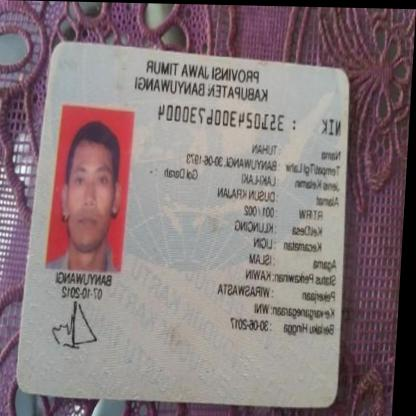 PROVINSI JAWA TIMUR
KABUPATEN BANYUWANGI
NIK : 3510243006730004
Nama : TUHAN
Tempat/Tgl Lahir : BANYUWANGI, 30-06-1973
Jenis Kelamin : LAKI-LAKI Gol Darah
Alamat : DUSUN KRAJAN
RT/RW : 001/002
Kel/Desa : KLUNCING
Kecamatan : LICIN
Agama : ISLAM
Status Perkawinan: KAWIN
Pekerjaan : WIRASWASTA
Kewarganegaraan: WNI
Berlaku Hingga : 30-06-2017
BANYUWANGI
07-10-2012